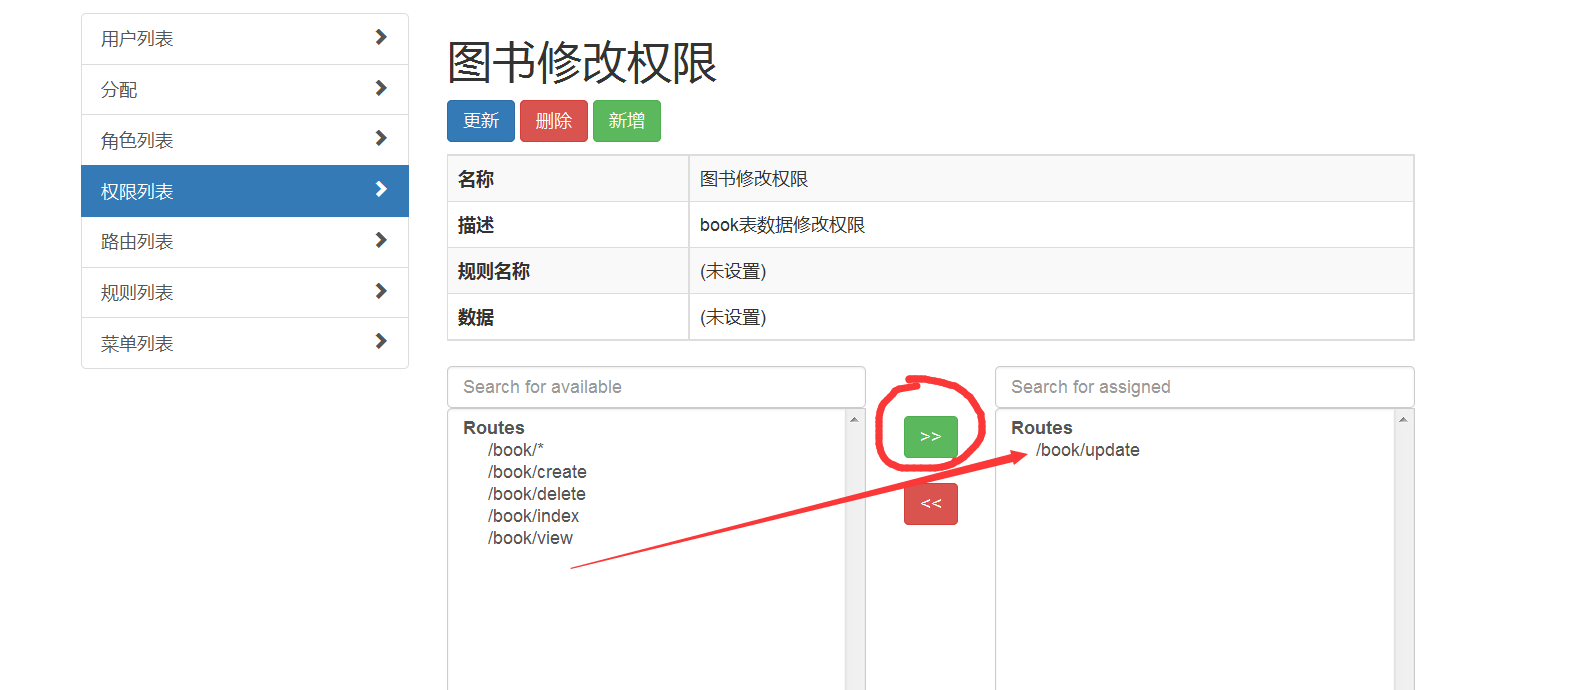 用户列表
分配
角色列表
权限列表
路由列表
规则列表
菜单列表
图书修改权限
更新 删除 新增
名称 图书修改权限
描述 book表数据修改权限
规则名称 (未设置)
数据 (未设置)
Search for available
Routes
/book/*
/book/create
/book/delete
/book/index
/book/view
>>
<<
Search for assigned
Routes
/book/update